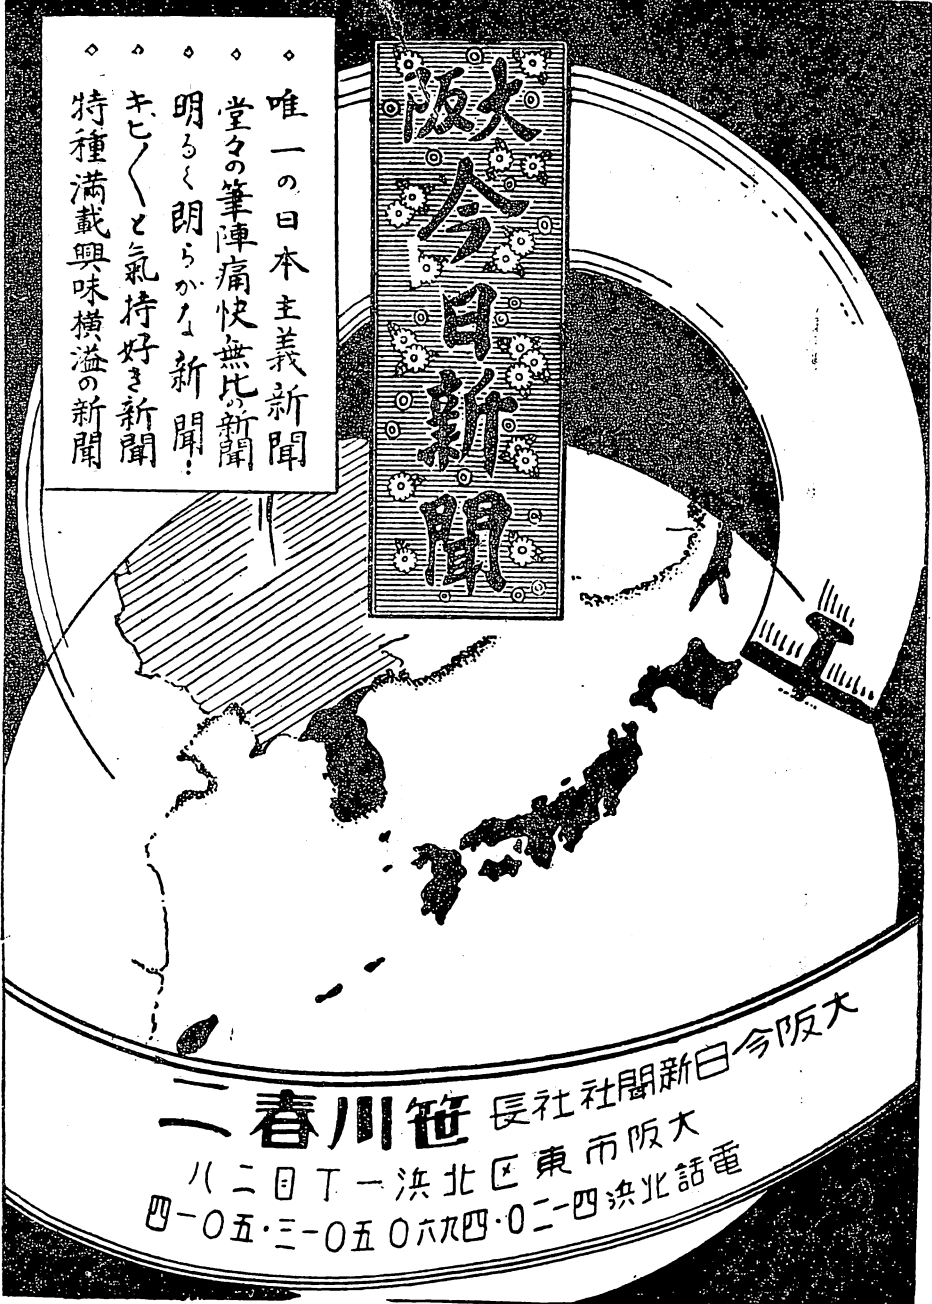 大阪
今日新聞
◇唯一の日本主義新聞
◇堂々の筆陣痛快無比の新聞
◇明るく朗らかな新聞!
◇キビ〳〵と氣持好き新聞
◇特種満載興味横溢の新聞
大阪今日新聞社社長 笹川春二
大阪市東区北浜一丁目二八
電話北浜四一二〇・四九六〇 五〇一三・五〇一四